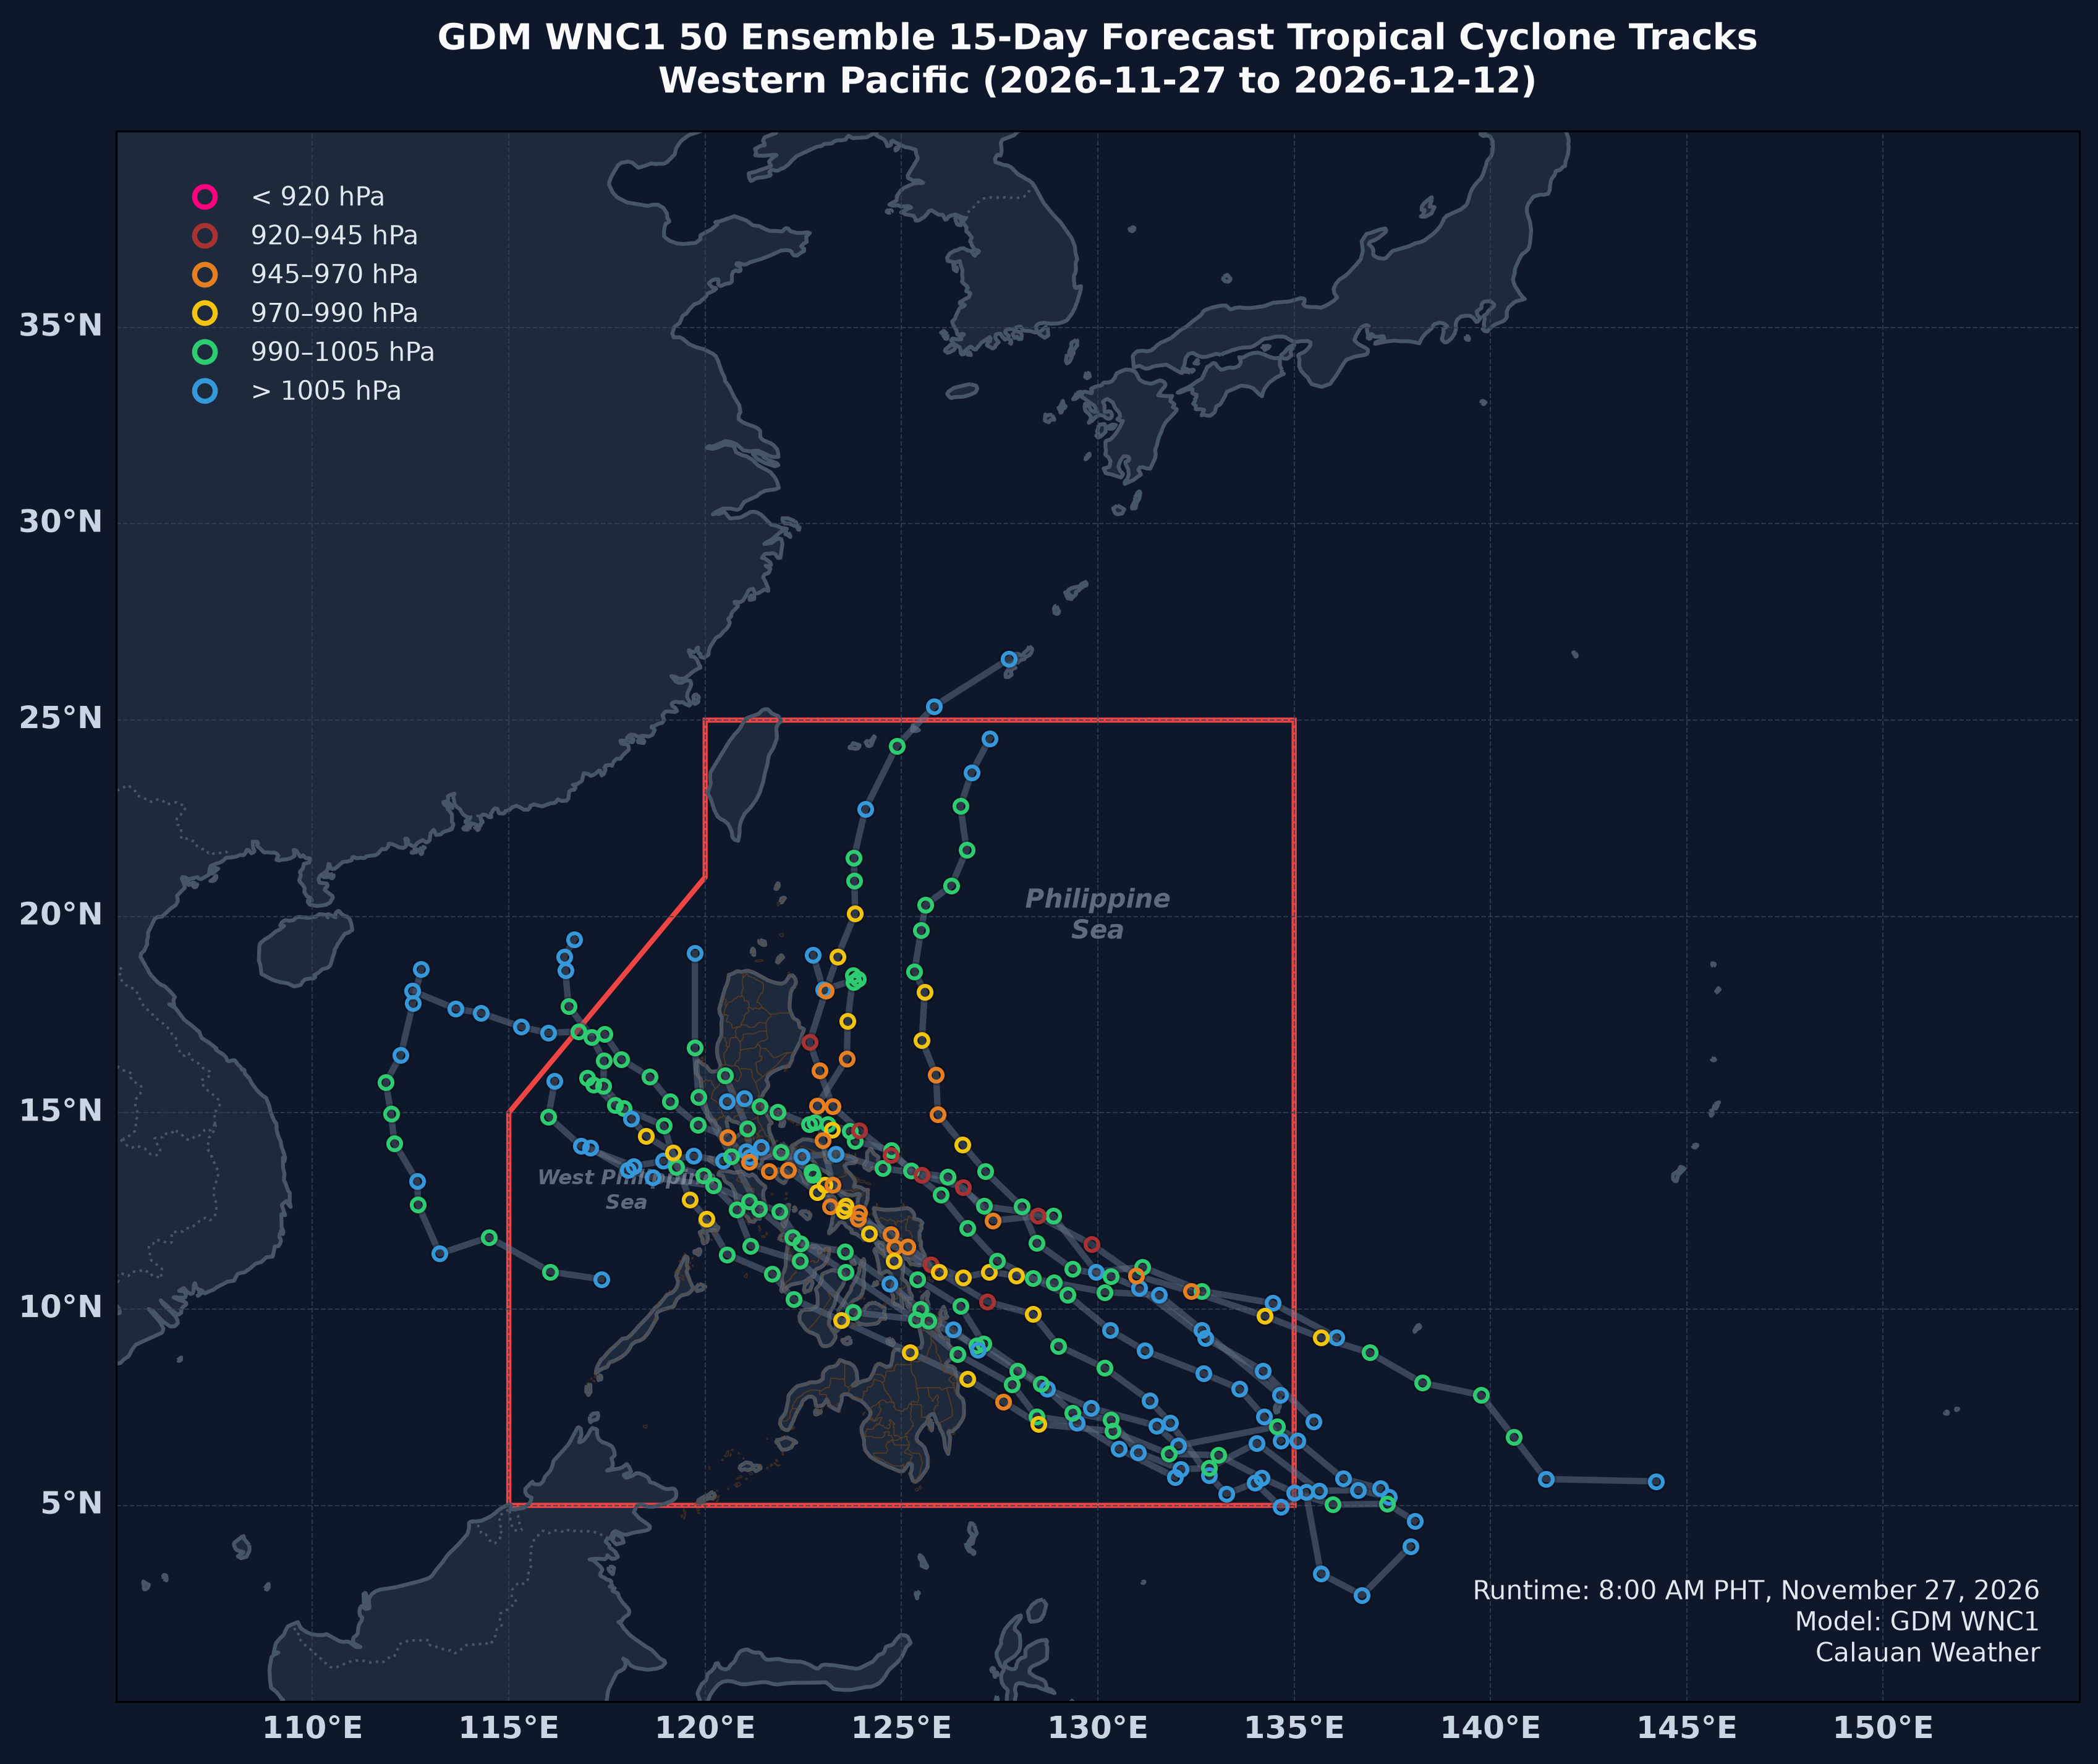 GDM WNC1 50 Ensemble 15-Day Forecast Tropical Cyclone Tracks
Western Pacific (2026-11-27 to 2026-12-12)
< 920 hPa
920–945 hPa
945–970 hPa
970–990 hPa
990–1005 hPa
> 1005 hPa
35°N
30°N
25°N
20°N
15°N
10°N
5°N
Philippine
Sea
West Philippine
Sea
Runtime: 8:00 AM PHT, November 27, 2026
Model: GDM WNC1
Calauan Weather
110°E
115°E
120°E
125°E
130°E
135°E
140°E
145°E
150°E